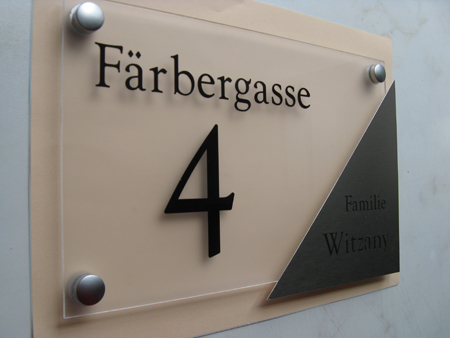 Färbergasse
4
Familie
Witzany